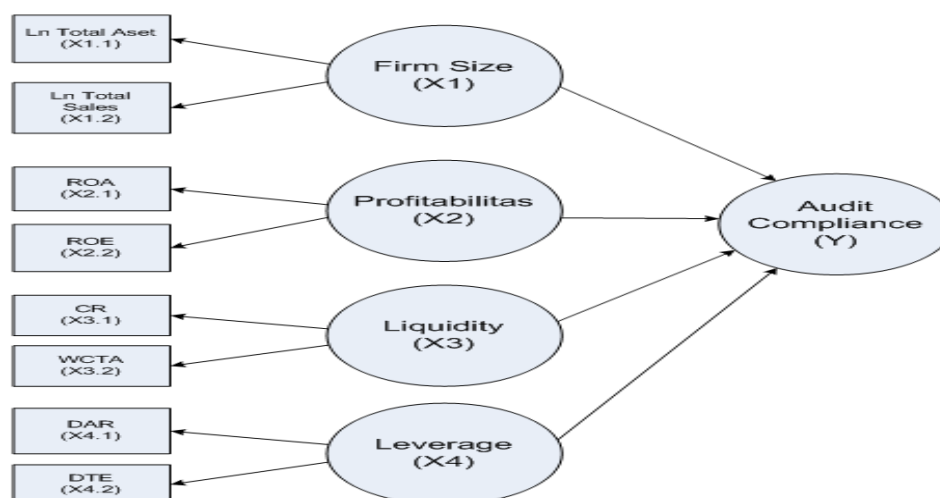 Ln Total Aset
(X1.1)
Ln Total
Sales
(X1.2)
Firm Size
(X1)
ROA
(X2.1)
ROE
(X2.2)
Profitabilitas
(X2)
Audit
Compliance
(Y)
CR
(X3.1)
WCTA
(X3.2)
Liquidity
(X3)
DAR
(X4.1)
DTE
(X4.2)
Leverage
(X4)